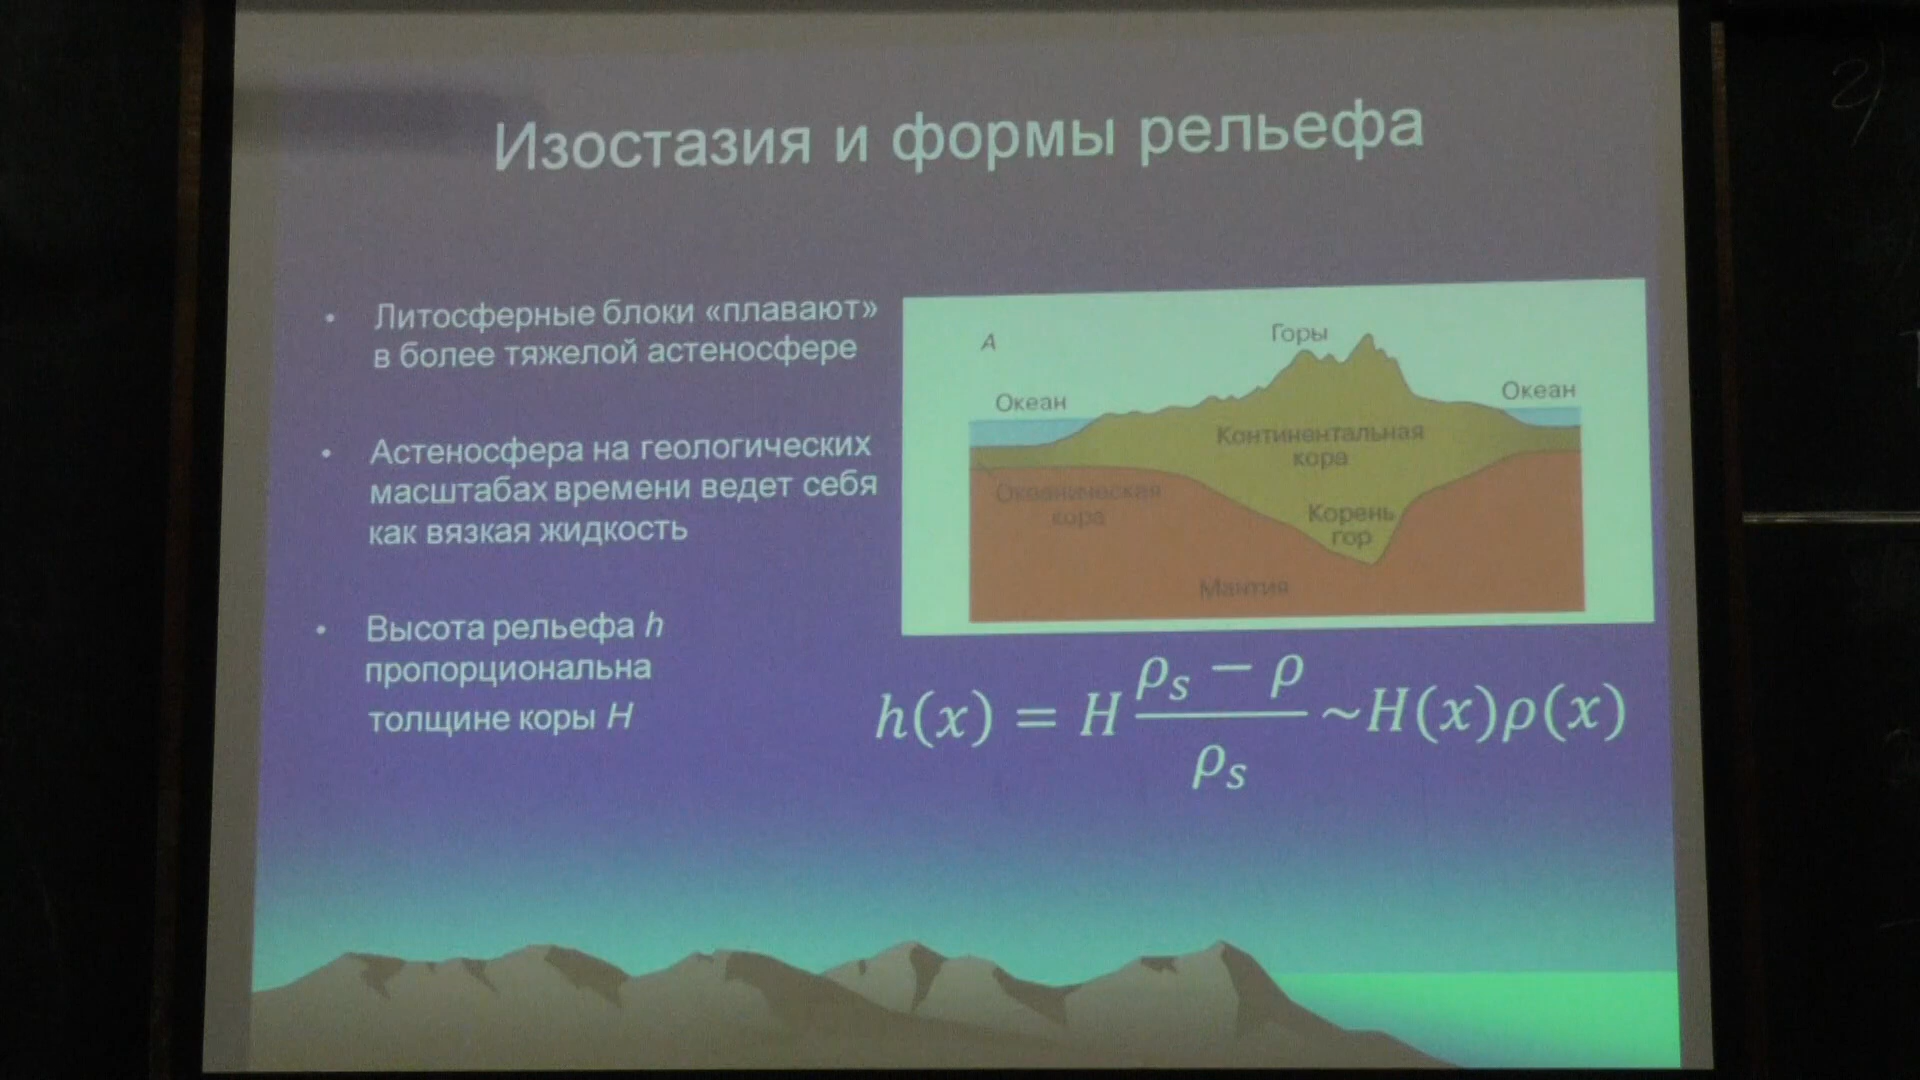 Изостазия и формы рельефа
• Литосферные блоки «плавают»
в более тяжелой астеносфере
• Астеносфера на геологических
масштабах времени ведет себя
как вязкая жидкость
• Высота рельефа h
пропорциональна
толщине коры H
А
Горы
Океан
Океан
Континентальная
кора
Океаническая
кора
Корень
гор
Мантия
h(x) = H (ρs − ρ)/ρs ~H(x)ρ(x)
2)